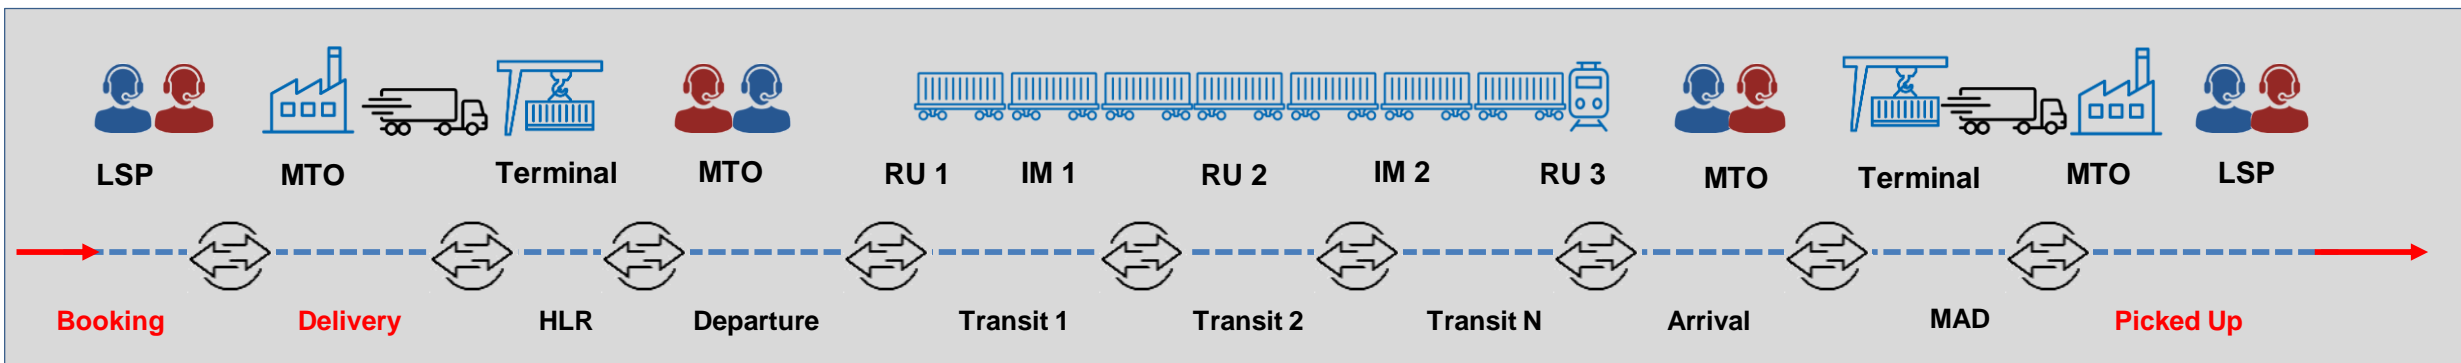 LSP MTO Terminal MTO RU 1 IM 1 RU 2 IM 2 RU 3 MTO Terminal MTO LSP
Booking Delivery HLR Departure Transit 1 Transit 2 Transit N Arrival MAD Picked Up